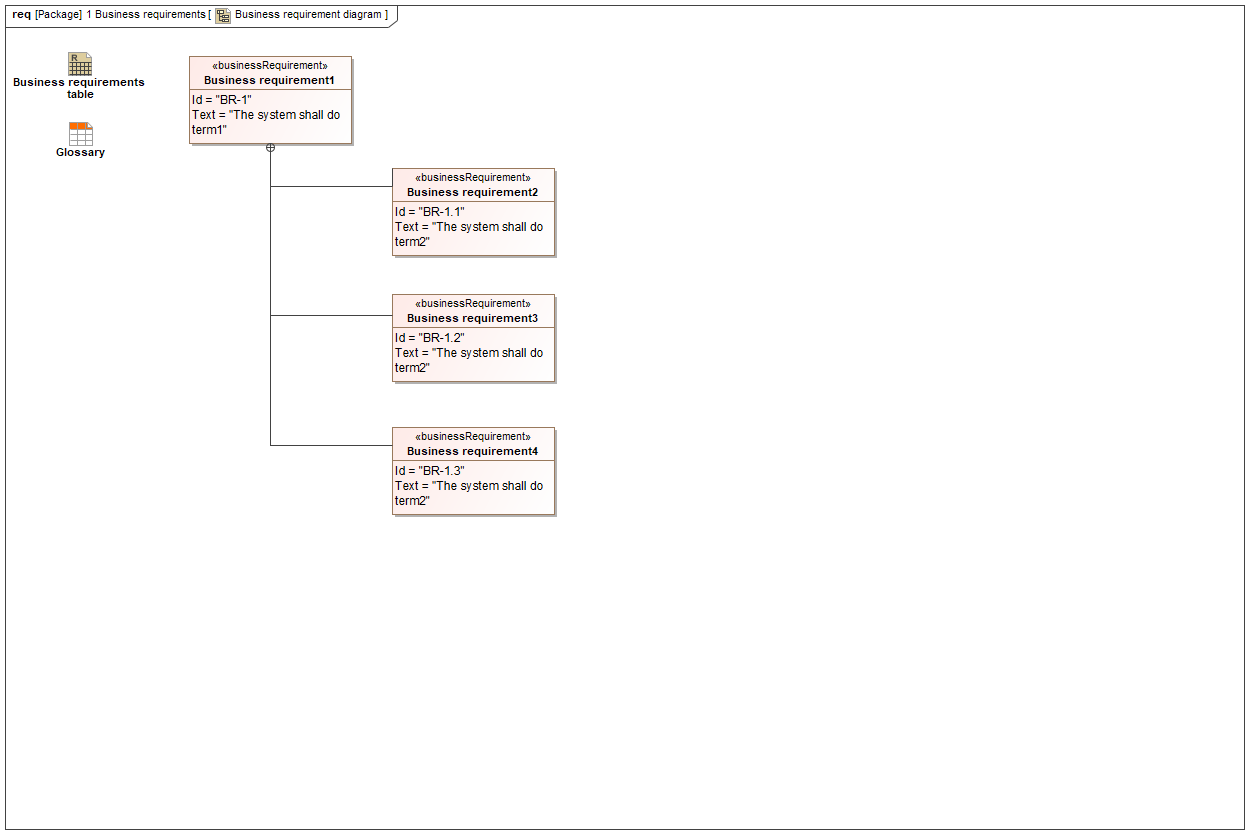 req [Package] 1 Business requirements [ Business requirement diagram ]
Business requirements
table
Glossary
«businessRequirement»
Business requirement1
Id = "BR-1"
Text = "The system shall do
term1"
«businessRequirement»
Business requirement2
Id = "BR-1.1"
Text = "The system shall do
term2"
«businessRequirement»
Business requirement3
Id = "BR-1.2"
Text = "The system shall do
term2"
«businessRequirement»
Business requirement4
Id = "BR-1.3"
Text = "The system shall do
term2"